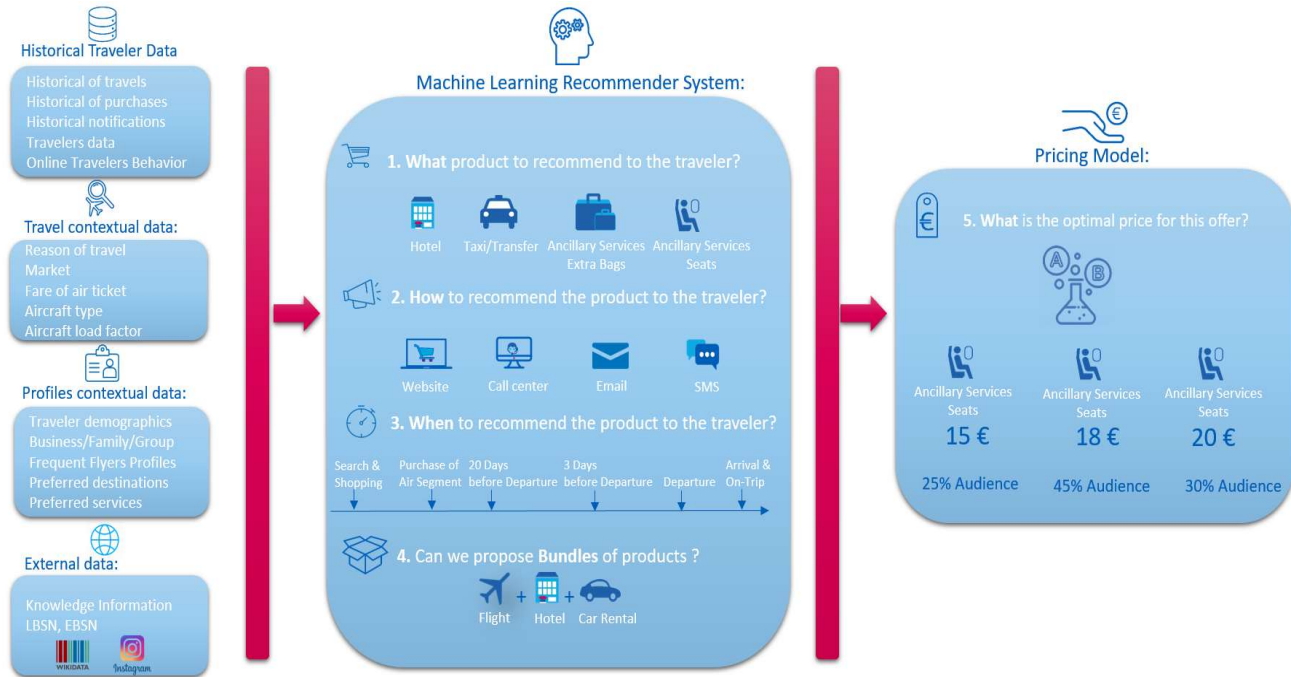 Historical Traveler Data
Historical of travels
Historical of purchases
Historical notifications
Travelers data
Online Travelers Behavior
Travel contextual data:
Reason of travel
Market
Fare of air ticket
Aircraft type
Aircraft load factor
Profiles contextual data:
Traveler demographics
Business/Family/Group
Frequent Flyers Profiles
Preferred destinations
Preferred services
External data:
Knowledge Information
LBSN, EBSN
WIKIDATA
Instagram
Machine Learning Recommender System:
1. What product to recommend to the traveler?
Hotel
Taxi/Transfer
Ancillary Services
Extra Bags
Ancillary Services
Seats
2. How to recommend the product to the traveler?
Website
Call center
Email
SMS
3. When to recommend the product to the traveler?
Search &
Shopping
Purchase of
Air Segment
20 Days
before Departure
3 Days
before Departure
Departure
Arrival &
On-Trip
4. Can we propose Bundles of products ?
+
+
Flight
Hotel
Car Rental
€
Pricing Model:
€
5. What is the optimal price for this offer?
A
B
Ancillary Services
Seats
15 €
25% Audience
Ancillary Services
Seats
18 €
45% Audience
Ancillary Services
Seats
20 €
30% Audience